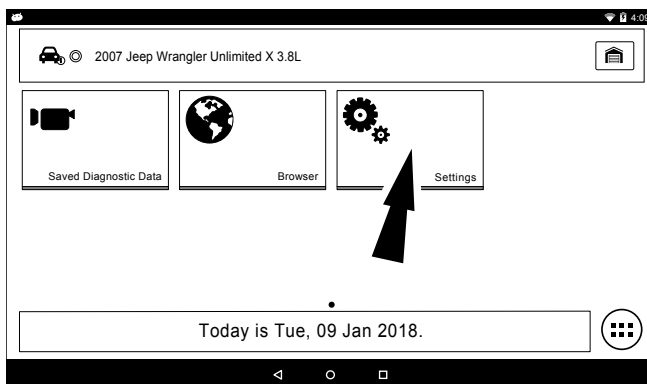 4:09
2007 Jeep Wrangler Unlimited X 3.8L
Saved Diagnostic Data
Browser
Settings
Today is Tue, 09 Jan 2018.